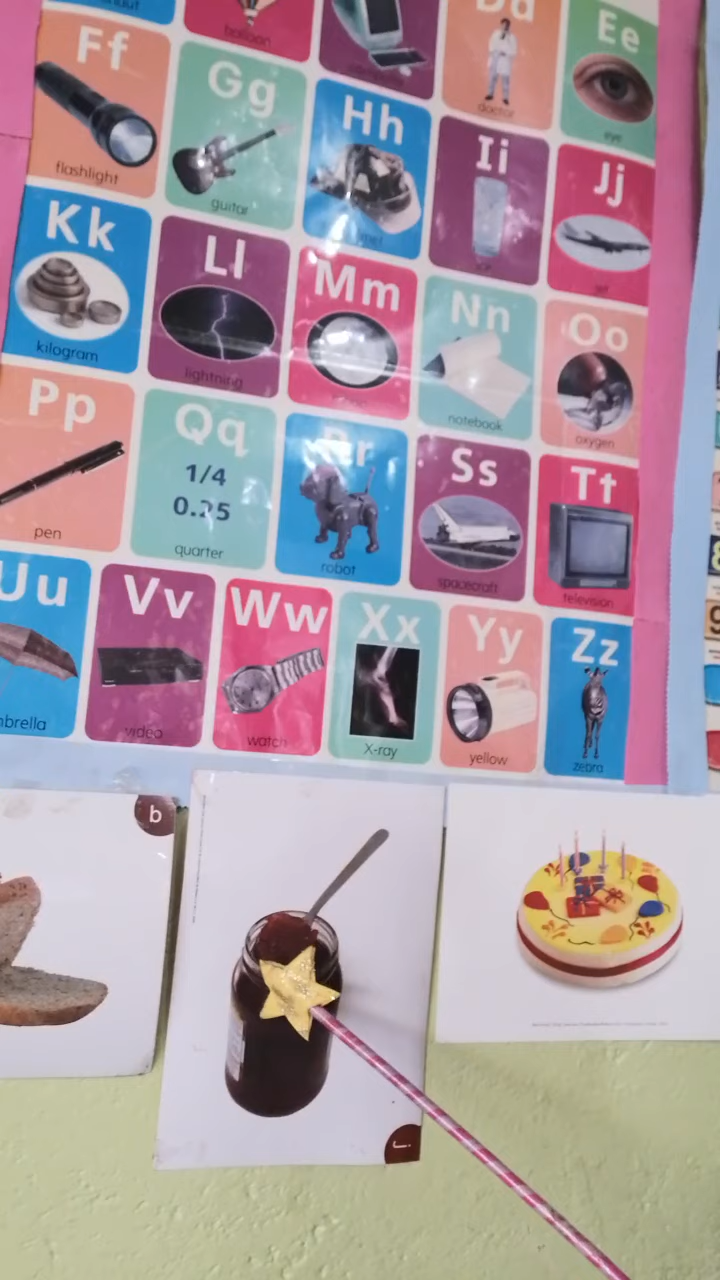 Dd
Ee
doctor
eye
Ff
Gg
Hh
Ii
Jj
flashlight
guitar
Kk
Ll
Mm
Nn
Oo
kilogram
lightning
notebook
oxygen
Pp
Qq
1/4
0.25
Rr
Ss
Tt
pen
quarter
robot
spacecraft
television
Uu
Vv
Ww
Xx
Yy
Zz
video
watch
X-ray
yellow
zebra
b